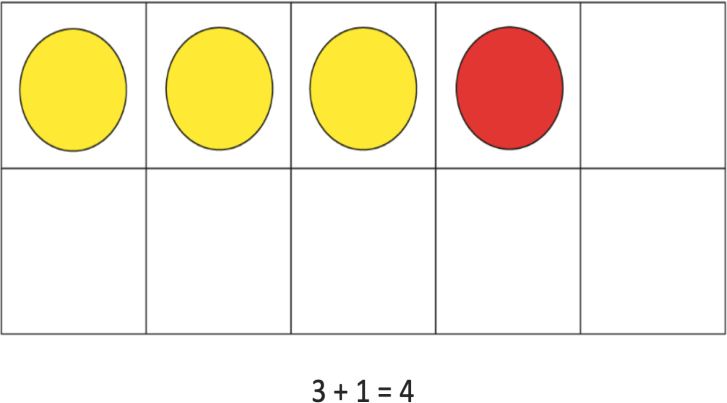 3 + 1 = 4